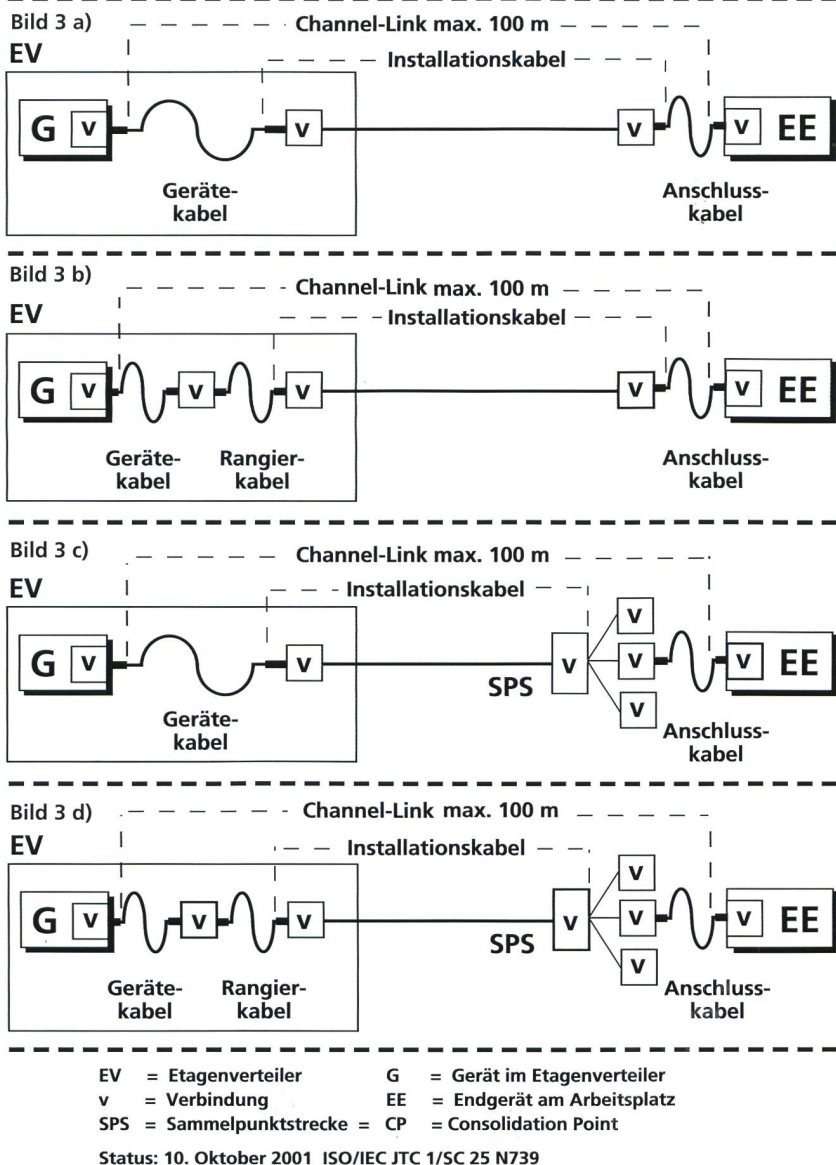 Bild 3 a)
Channel-Link max. 100 m
EV
Installationskabel
G v v v v EE
Geräte-
kabel
Anschluss-
kabel
Bild 3 b)
Channel-Link max. 100 m
EV
Installationskabel
G v v v v v EE
Geräte-
kabel
Rangier-
kabel
Anschluss-
kabel
Bild 3 c)
Channel-Link max. 100 m
EV
Installationskabel
v
G v v v v v EE
SPS
v
Geräte-
kabel
Anschluss-
kabel
Bild 3 d)
Channel-Link max. 100 m
EV
Installationskabel
v
G v v v v v v EE
SPS
v
Geräte-
kabel
Rangier-
kabel
Anschluss-
kabel
EV = Etagenverteiler G = Gerät im Etagenverteiler
v = Verbindung EE = Endgerät am Arbeitsplatz
SPS = Sammelpunktstrecke = CP = Consolidation Point
Status: 10. Oktober 2001 ISO/IEC JTC 1/SC 25 N739